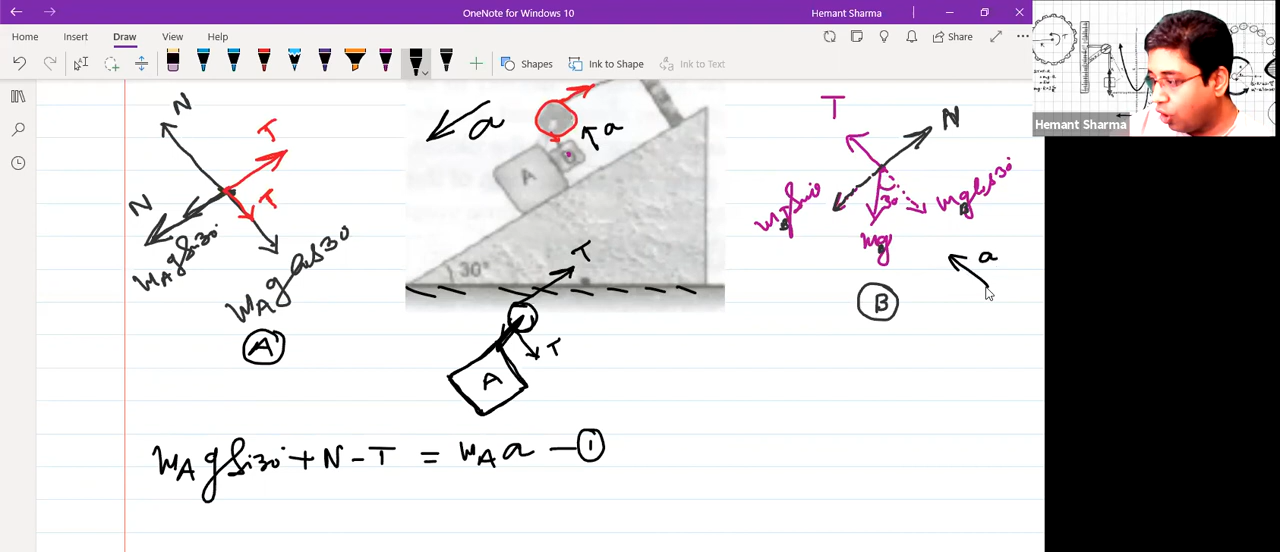 OneNote for Windows 10
Hemant Sharma
Home
Insert
Draw
View
Help
Shapes
Ink to Shape
Ink to Text
Share
Hemant Sharma
N
T
T
N
mAg Sin30
mAg Cos30
A
a
a
A
B
30°
T
T
A
T
N
mg Sin30
30
mg Cos30
mg
a
B
mAg Sin30 + N - T = mA a — 1